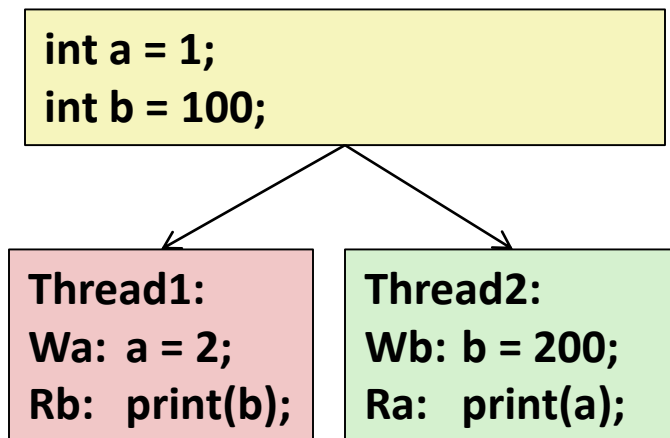 int a = 1;
int b = 100;
Thread1:
Wa: a = 2;
Rb: print(b);
Thread2:
Wb: b = 200;
Ra: print(a);